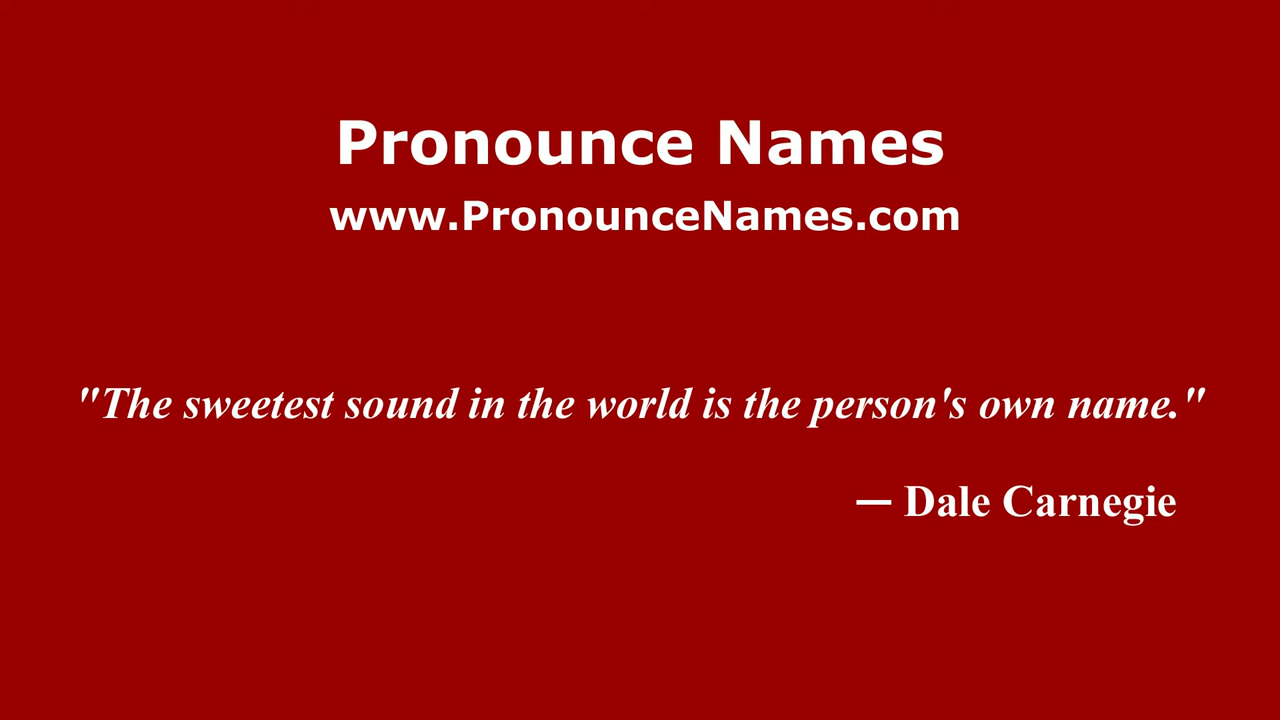 Pronounce Names
www.PronounceNames.com
"The sweetest sound in the world is the person's own name."
— Dale Carnegie